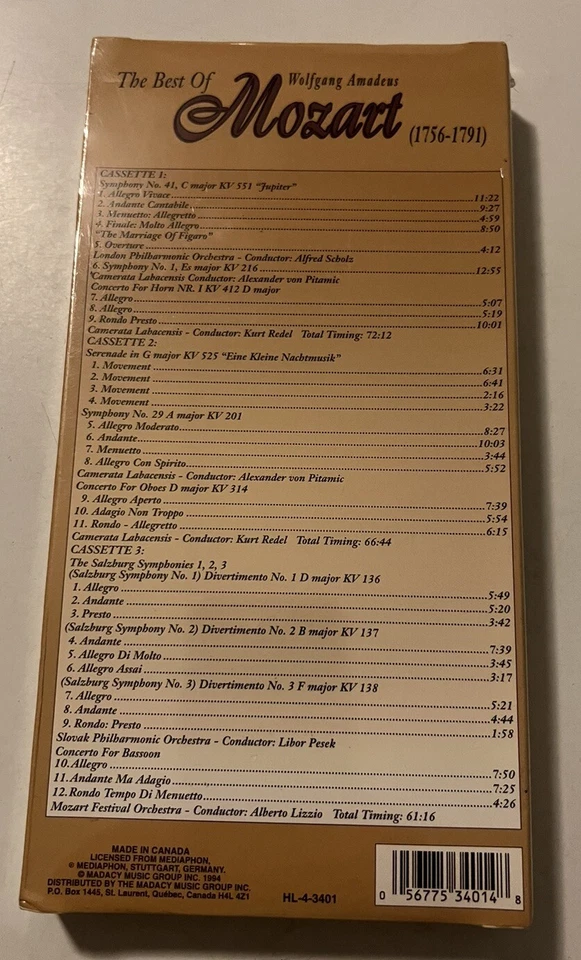 The Best Of Wolfgang Amadeus
Mozart (1756-1791)
CASSETTE 1:
Symphony No. 41, C major KV 551 "Jupiter"
1. Allegro Vivace 11:22
2. Andante Cantabile 9:27
3. Menuetto: Allegretto 4:59
4. Finale: Molto Allegro 8:50
"The Marriage Of Figaro"
5. Overture 4:12
London Philharmonic Orchestra - Conductor: Alfred Scholz
6. Symphony No. 1, Es major KV 216 12:55
Camerata Labacensis Conductor: Alexander von Pitamic
Concerto For Horn NR. I KV 412 D major
7. Allegro 5:07
8. Allegro 5:19
9. Rondo Presto 10:01
Camerata Labacensis - Conductor: Kurt Redel Total Timing: 72:12
CASSETTE 2:
Serenade in G major KV 525 "Eine Kleine Nachtmusik"
1. Movement 6:31
2. Movement 6:41
3. Movement 2:16
4. Movement 3:22
Symphony No. 29 A major KV 201
5. Allegro Moderato 8:27
6. Andante 10:03
7. Menuetto 3:44
8. Allegro Con Spirito 5:52
Camerata Labacensis - Conductor: Alexander von Pitamic
Concerto For Oboes D major KV 314
9. Allegro Aperto 7:39
10. Adagio Non Troppo 5:54
11. Rondo - Allegretto 6:15
Camerata Labacensis - Conductor: Kurt Redel Total Timing: 66:44
CASSETTE 3:
The Salzburg Symphonies 1, 2, 3
(Salzburg Symphony No. 1) Divertimento No. 1 D major KV 136
1. Allegro 5:49
2. Andante 5:20
3. Presto 3:42
(Salzburg Symphony No. 2) Divertimento No. 2 B major KV 137
4. Andante 7:39
5. Allegro Di Molto 3:45
6. Allegro Assai 3:17
(Salzburg Symphony No. 3) Divertimento No. 3 F major KV 138
7. Allegro 5:21
8. Andante 4:44
9. Rondo: Presto 1:58
Slovak Philharmonic Orchestra - Conductor: Libor Pesek
Concerto For Bassoon
10. Allegro 7:50
11. Andante Ma Adagio 7:25
12. Rondo Tempo Di Menuetto 4:26
Mozart Festival Orchestra - Conductor: Alberto Lizzio Total Timing: 61:16
MADE IN CANADA
LICENSED FROM MEDIAPHON,
© MEDIAPHON, STUTTGART, GERMANY.
© MADACY MUSIC GROUP INC. 1994
DISTRIBUTED BY THE MADACY MUSIC GROUP INC.
P.O. Box 1445, St. Laurent, Québec, Canada H4L 4Z1
HL-4-3401
0 56775 34014 8